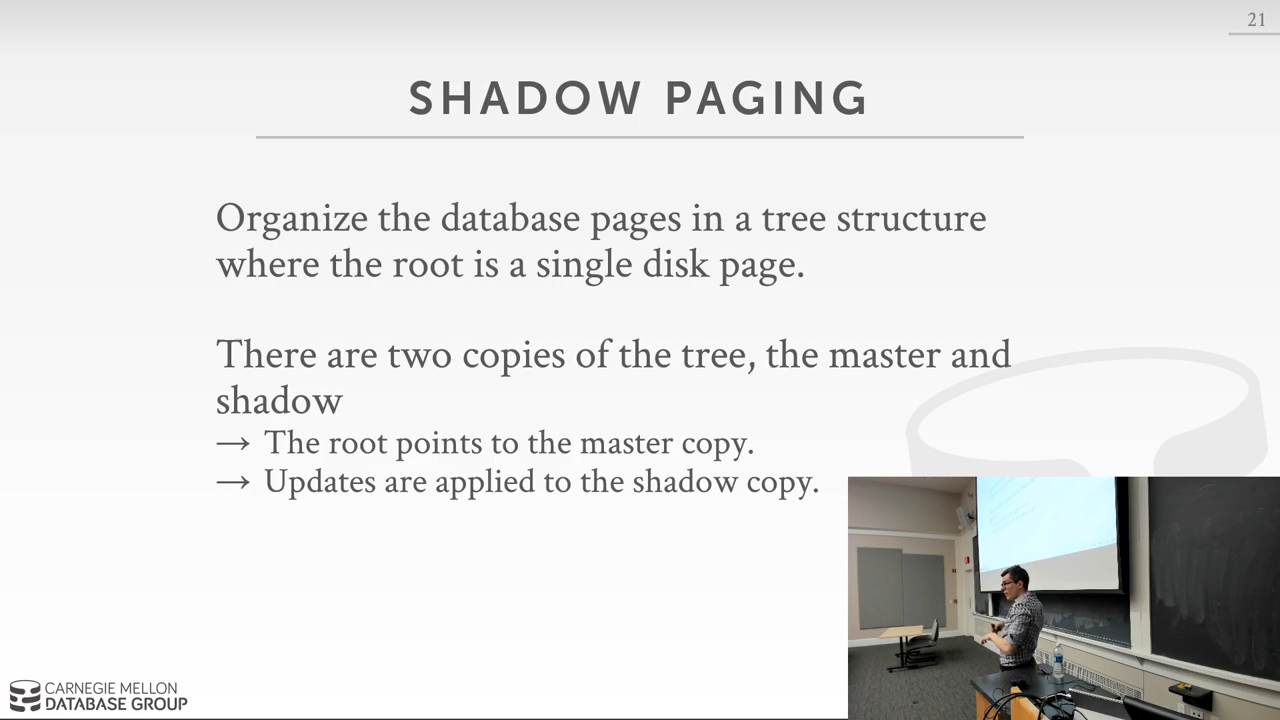 21
SHADOW PAGING
Organize the database pages in a tree structure
where the root is a single disk page.
There are two copies of the tree, the master and
shadow
→ The root points to the master copy.
→ Updates are applied to the shadow copy.
CARNEGIE MELLON
DATABASE GROUP